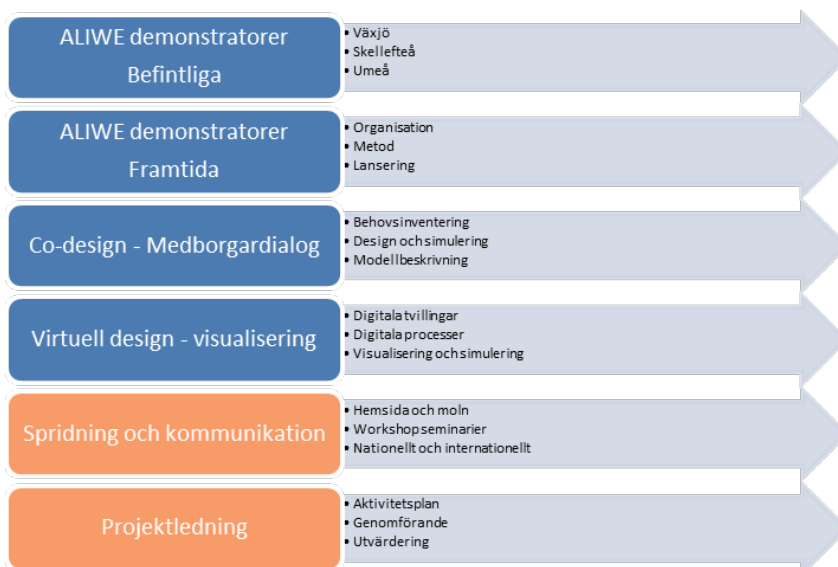 ALIWE demonstratorer
Befintliga
• Växjö
• Skellefteå
• Umeå
ALIWE demonstratorer
Framtida
• Organisation
• Metod
• Lansering
Co-design - Medborgardialog
• Behovsinventering
• Design och simulering
• Modellbeskrivning
Virtuell design - visualisering
• Digitala tvillingar
• Digitala processer
• Visualisering och simulering
Spridning och kommunikation
• Hemsida och moln
• Workshop seminarier
• Nationellt och internationellt
Projektledning
• Aktivitetsplan
• Genomförande
• Utvärdering